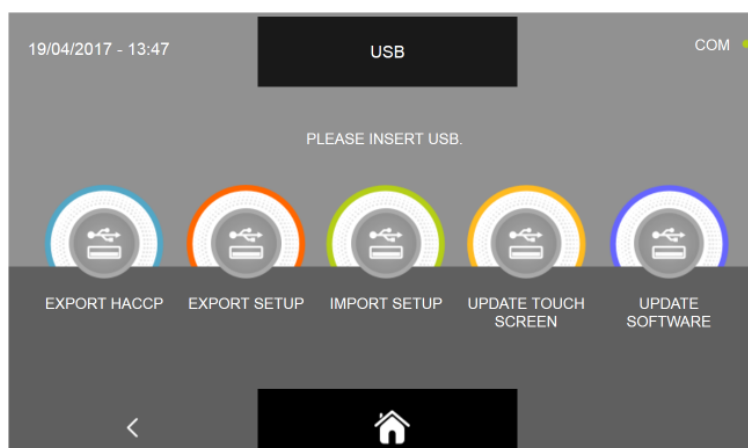 19/04/2017 - 13:47
USB
COM
PLEASE INSERT USB.
EXPORT HACCP
EXPORT SETUP
IMPORT SETUP
UPDATE TOUCH
SCREEN
UPDATE
SOFTWARE